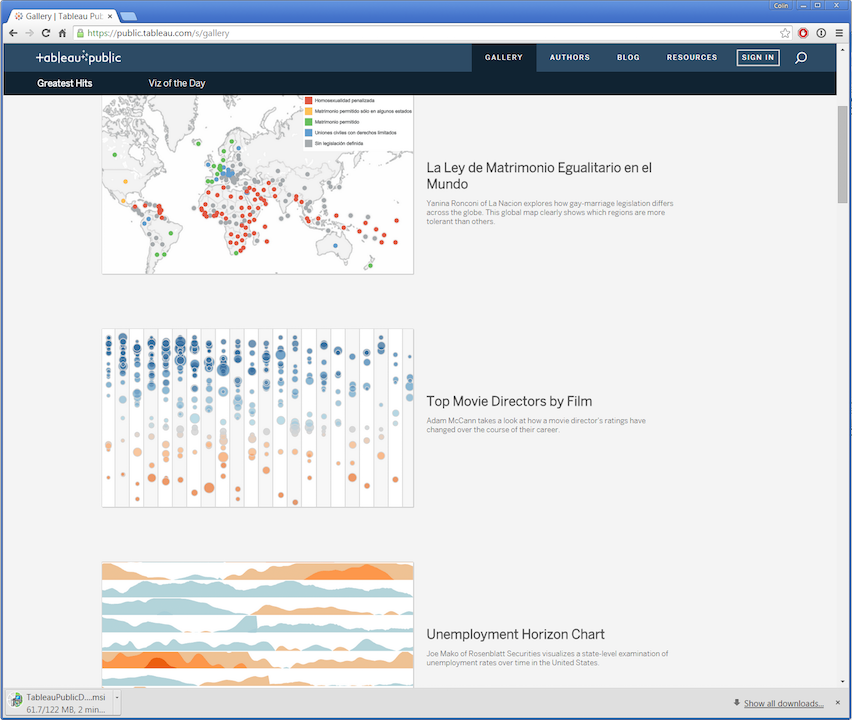 Colin
Gallery | Tableau Pub
https://public.tableau.com/s/gallery
+tableau public
GALLERY
AUTHORS
BLOG
RESOURCES
SIGN IN
Greatest Hits
Viz of the Day
Homosexualidad penalizada
Matrimonio permitido sólo en algunos estados
Matrimonio permitido
Uniones civiles con derechos limitados
Sin legislación definida
La Ley de Matrimonio Egualitario en el
Mundo
Yanina Ronconi of La Nacion explores how gay-marriage legislation differs
across the globe. This global map clearly shows which regions are more
tolerant than others.
Top Movie Directors by Film
Adam McCann takes a look at how a movie director's ratings have
changed over the course of their career.
Unemployment Horizon Chart
Joe Mako of Rosenblatt Securities visualizes a state-level examination of
unemployment rates over time in the United States.
TableauPublicD....msi
61.7/122 MB, 2 min...
Show all downloads...